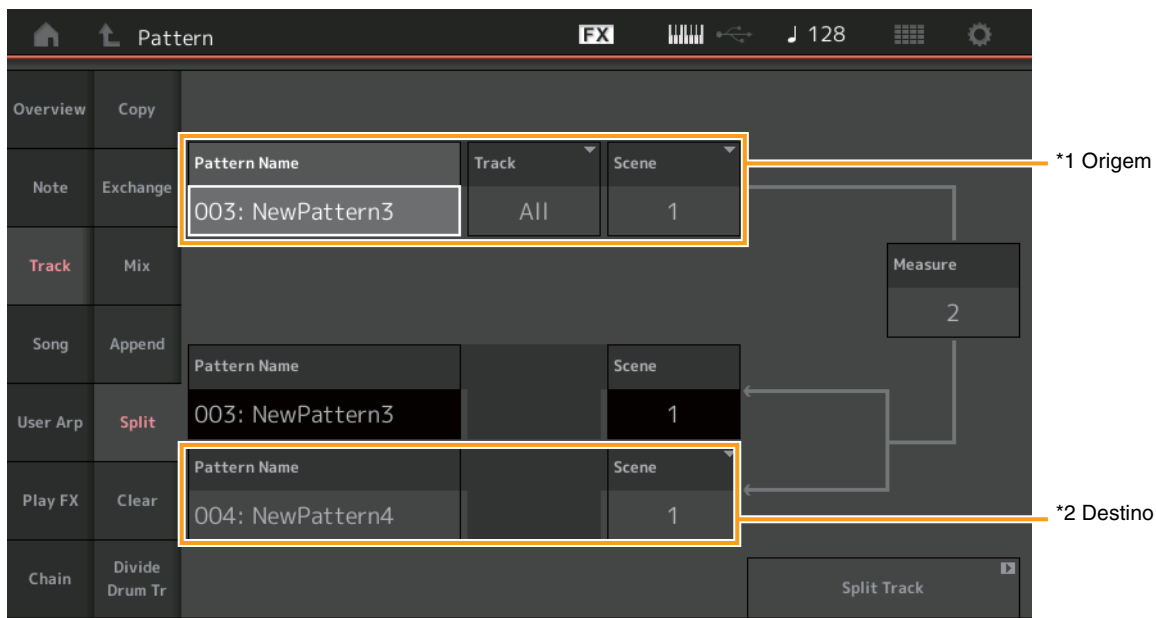 Pattern
FX
♩ 128
Overview
Copy
Note
Exchange
Track
Mix
Song
Append
User Arp
Split
Play FX
Clear
Chain
Divide
Drum Tr
Pattern Name
Track
Scene
003: NewPattern3
All
1
*1 Origem
Measure
2
Pattern Name
Scene
003: NewPattern3
1
Pattern Name
Scene
004: NewPattern4
1
*2 Destino
Split Track